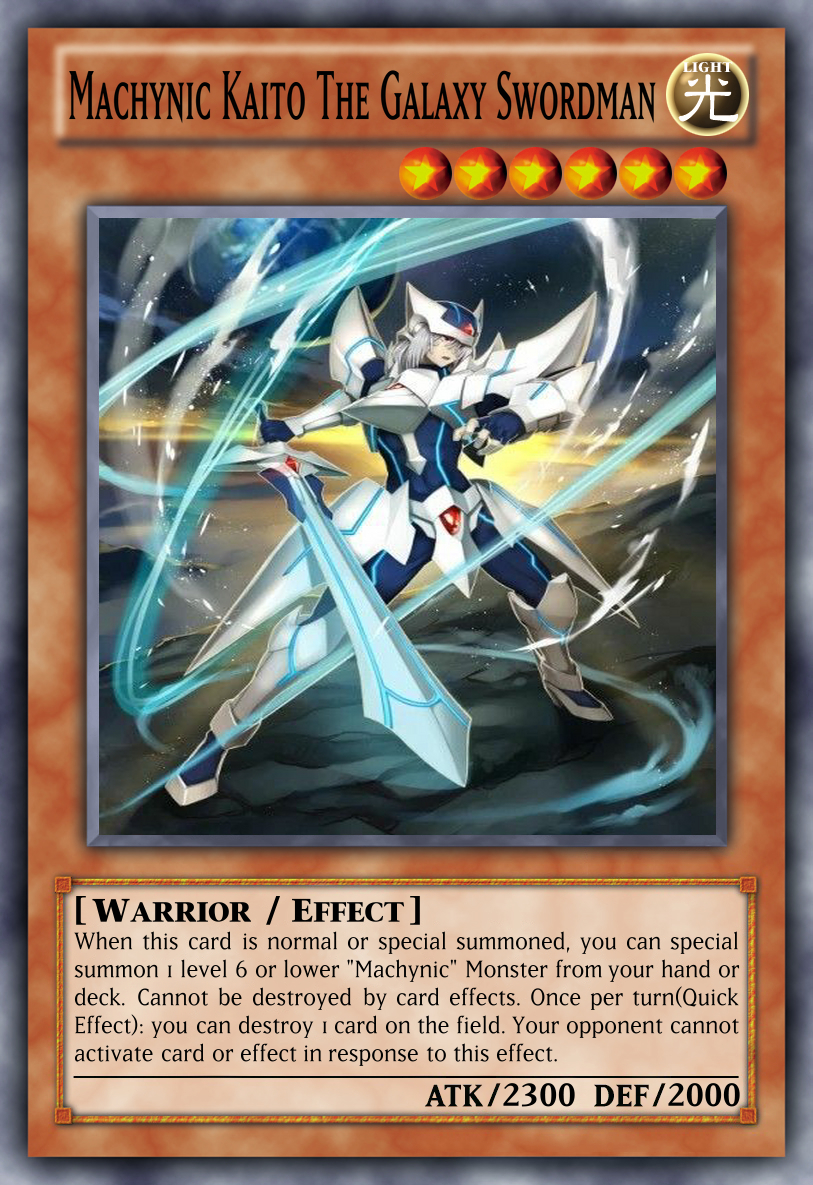 Machynic Kaito The Galaxy Swordman
LIGHT
光
[ Warrior / Effect ]
When this card is normal or special summoned, you can special
summon 1 level 6 or lower "Machynic" Monster from your hand or
deck. Cannot be destroyed by card effects. Once per turn(Quick
Effect): you can destroy 1 card on the field. Your opponent cannot
activate card or effect in response to this effect.
ATK/2300 DEF/2000